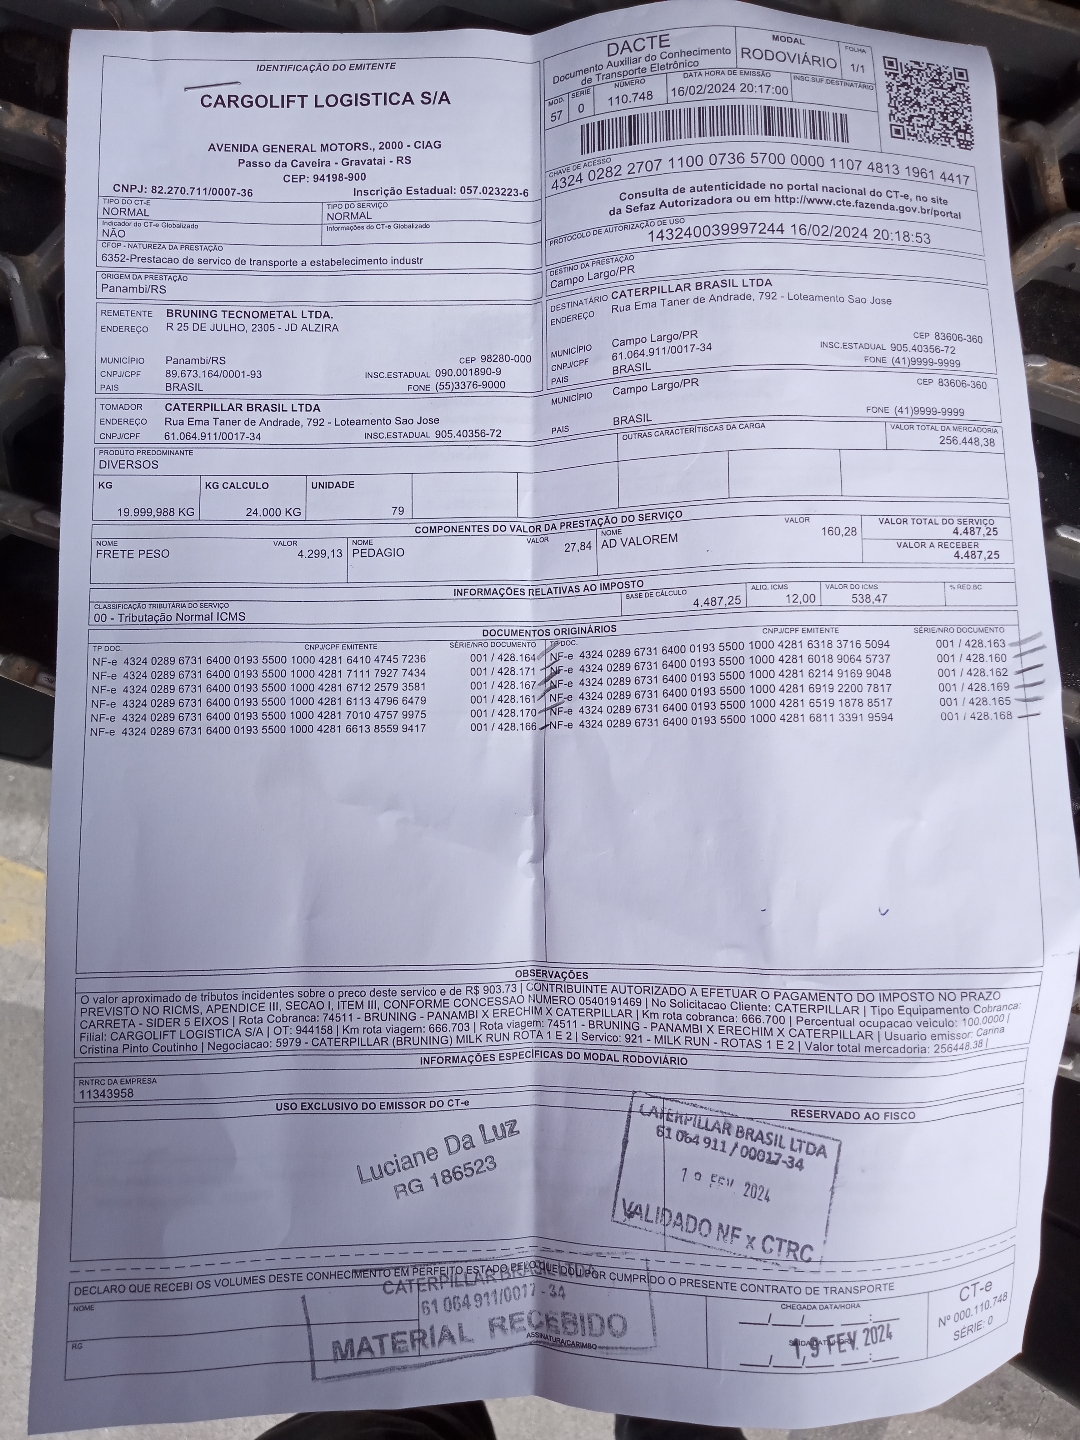 IDENTIFICAÇÃO DO EMITENTE
CARGOLIFT LOGISTICA S/A
AVENIDA GENERAL MOTORS., 2000 - CIAG
Passo da Caveira - Gravatai - RS
CEP: 94198-900
CNPJ: 82.270.711/0007-36 Inscrição Estadual: 057.023223-6
DACTE
Documento Auxiliar do Conhecimento
de Transporte Eletrônico
MODAL
RODOVIÁRIO
FOLHA
1/1
MOD.
57
SÉRIE
0
NÚMERO
110.748
DATA HORA DE EMISSÃO
16/02/2024 20:17:00
INSC.SUF.DESTINATÁRIO
CHAVE DE ACESSO
4324 0282 2707 1100 0736 5700 0000 1107 4813 1961 4417
Consulta de autenticidade no portal nacional do CT-e, no site
da Sefaz Autorizadora ou em http://www.cte.fazenda.gov.br/portal
PROTOCOLO DE AUTORIZAÇÃO DE USO
143240039997244 16/02/2024 20:18:53
TIPO DO CT-E
NORMAL
TIPO DO SERVIÇO
NORMAL
Indicador do CT-e Globalizado
NÃO
Informações do CT-e Globalizado
CFOP - NATUREZA DA PRESTAÇÃO
6352-Prestacao de servico de transporte a estabelecimento industr
ORIGEM DA PRESTAÇÃO
Panambi/RS
DESTINO DA PRESTAÇÃO
Campo Largo/PR
REMETENTE BRUNING TECNOMETAL LTDA.
ENDEREÇO R 25 DE JULHO, 2305 - JD ALZIRA
MUNICÍPIO Panambi/RS CEP 98280-000
CNPJ/CPF 89.673.164/0001-93 INSC.ESTADUAL 090.001890-9
PAIS BRASIL FONE (55)3376-9000
DESTINATÁRIO CATERPILLAR BRASIL LTDA
ENDEREÇO Rua Ema Taner de Andrade, 792 - Loteamento Sao Jose
MUNICÍPIO Campo Largo/PR CEP 83606-360
CNPJ/CPF 61.064.911/0017-34 INSC.ESTADUAL 905.40356-72
PAIS BRASIL FONE (41)9999-9999
TOMADOR CATERPILLAR BRASIL LTDA
ENDEREÇO Rua Ema Taner de Andrade, 792 - Loteamento Sao Jose
CNPJ/CPF 61.064.911/0017-34 INSC.ESTADUAL 905.40356-72
MUNICÍPIO Campo Largo/PR CEP 83606-360
PAIS BRASIL FONE (41)9999-9999
PRODUTO PREDOMINANTE
DIVERSOS
OUTRAS CARACTERÍTISCAS DA CARGA
VALOR TOTAL DA MERCADORIA
256.448,38
KG
19.999,988 KG
KG CALCULO
24.000 KG
UNIDADE
79
COMPONENTES DO VALOR DA PRESTAÇÃO DO SERVIÇO
NOME VALOR NOME VALOR NOME VALOR
FRETE PESO 4.299,13 PEDAGIO 27,84 AD VALOREM 160,28
VALOR TOTAL DO SERVIÇO
4.487,25
VALOR A RECEBER
4.487,25
INFORMAÇÕES RELATIVAS AO IMPOSTO
CLASSIFICAÇÃO TRIBUTÁRIA DO SERVIÇO
00 - Tributação Normal ICMS
BASE DE CÁLCULO
4.487,25
ALIQ. ICMS
12,00
VALOR DO ICMS
538,47
% RED.BC
DOCUMENTOS ORIGINÁRIOS
TP DOC. CNPJ/CPF EMITENTE SÉRIE/NRO DOCUMENTO
NF-e 4324 0289 6731 6400 0193 5500 1000 4281 6410 4745 7236 001 / 428.164
NF-e 4324 0289 6731 6400 0193 5500 1000 4281 7111 7927 7434 001 / 428.171
NF-e 4324 0289 6731 6400 0193 5500 1000 4281 6712 2579 3581 001 / 428.167
NF-e 4324 0289 6731 6400 0193 5500 1000 4281 6113 4796 6479 001 / 428.161
NF-e 4324 0289 6731 6400 0193 5500 1000 4281 7010 4757 9975 001 / 428.170
NF-e 4324 0289 6731 6400 0193 5500 1000 4281 6613 8559 9417 001 / 428.166
TP DOC. CNPJ/CPF EMITENTE SÉRIE/NRO DOCUMENTO
NF-e 4324 0289 6731 6400 0193 5500 1000 4281 6318 3716 5094 001 / 428.163
NF-e 4324 0289 6731 6400 0193 5500 1000 4281 6018 9064 5737 001 / 428.160
NF-e 4324 0289 6731 6400 0193 5500 1000 4281 6214 9169 9048 001 / 428.162
NF-e 4324 0289 6731 6400 0193 5500 1000 4281 6919 2200 7817 001 / 428.169
NF-e 4324 0289 6731 6400 0193 5500 1000 4281 6519 1878 8517 001 / 428.165
NF-e 4324 0289 6731 6400 0193 5500 1000 4281 6811 3391 9594 001 / 428.168
OBSERVAÇÕES
O valor aproximado de tributos incidentes sobre o preco deste servico e de R$ 903.73 | CONTRIBUINTE AUTORIZADO A EFETUAR O PAGAMENTO DO IMPOSTO NO PRAZO
PREVISTO NO RICMS, APENDICE III, SECAO I, ITEM III, CONFORME CONCESSAO NUMERO 0540191469 | No Solicitacao Cliente: CATERPILLAR | Tipo Equipamento Cobranca:
CARRETA - SIDER 5 EIXOS | Rota Cobranca: 74511 - BRUNING - PANAMBI X ERECHIM X CATERPILLAR | Km rota cobranca: 666.700 | Percentual ocupacao veiculo: 100.0000 |
Filial: CARGOLIFT LOGISTICA S/A | OT: 944158 | Km rota viagem: 666.703 | Rota viagem: 74511 - BRUNING - PANAMBI X ERECHIM X CATERPILLAR | Usuario emissor: Carina
Cristina Pinto Coutinho | Negociacao: 5979 - CATERPILLAR (BRUNING) MILK RUN ROTA 1 E 2 | Servico: 921 - MILK RUN - ROTAS 1 E 2 | Valor total mercadoria: 256448.38 |
INFORMAÇÕES ESPECÍFICAS DO MODAL RODOVIÁRIO
RNTRC DA EMPRESA
11343958
USO EXCLUSIVO DO EMISSOR DO CT-e
RESERVADO AO FISCO
Luciane Da Luz
RG 186523
CATERPILLAR BRASIL LTDA
61 064 911 / 00017-34
19 FEV 2024
VALIDADO NF x CTRC
DECLARO QUE RECEBI OS VOLUMES DESTE CONHECIMENTO EM PERFEITO ESTADO PELO QUE DOU POR CUMPRIDO O PRESENTE CONTRATO DE TRANSPORTE
NOME
RG
CATERPILLAR BRASIL LTDA
61 064 911/0017 - 34
MATERIAL RECEBIDO
ASSINATURA/CARIMBO
CHEGADA DATA/HORA
__/__/__ __:__
SAIDA DATA/HORA
19 FEV. 2024
__/__/__ __:__
CT-e
Nº 000.110.748
SÉRIE: 0